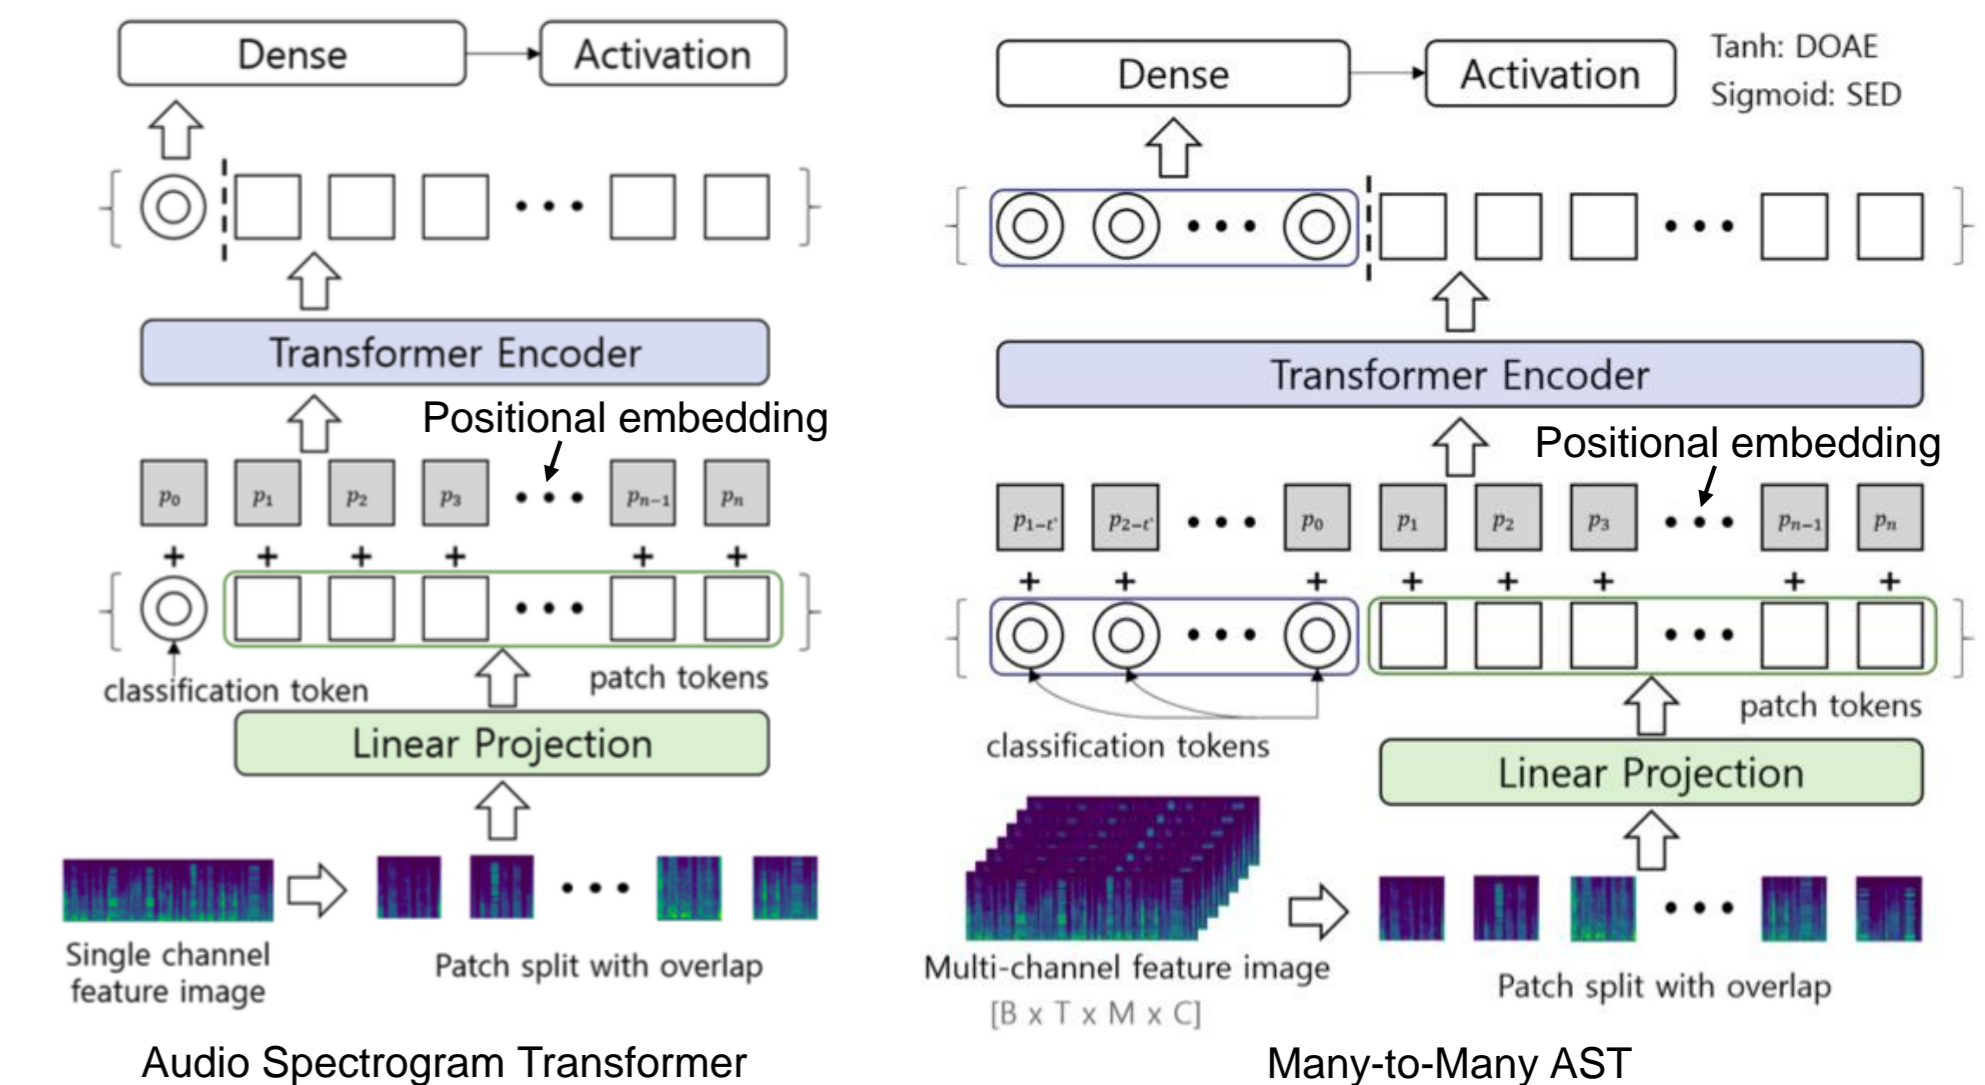 Dense
Activation
Transformer Encoder
Positional embedding
p₀ p₁ p₂ p₃ pₙ₋₁ pₙ
+ + + + + +
classification token
patch tokens
Linear Projection
Single channel
feature image
Patch split with overlap
Audio Spectrogram Transformer
Dense
Activation
Tanh: DOAE
Sigmoid: SED
Transformer Encoder
Positional embedding
p₁₋ₜ' p₂₋ₜ' p₀ p₁ p₂ p₃ pₙ₋₁ pₙ
+ + + + + + + +
classification tokens
patch tokens
Linear Projection
Multi-channel feature image
[B x T x M x C]
Patch split with overlap
Many-to-Many AST